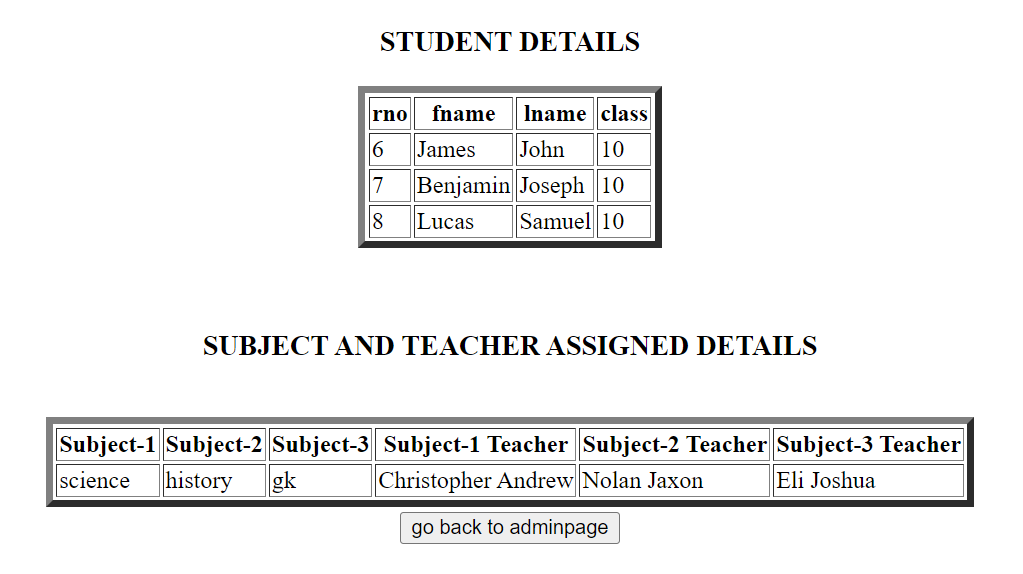 STUDENT DETAILS
rno fname lname class
6 James John 10
7 Benjamin Joseph 10
8 Lucas Samuel 10
SUBJECT AND TEACHER ASSIGNED DETAILS
Subject-1 Subject-2 Subject-3 Subject-1 Teacher Subject-2 Teacher Subject-3 Teacher
science history gk Christopher Andrew Nolan Jaxon Eli Joshua
go back to adminpage